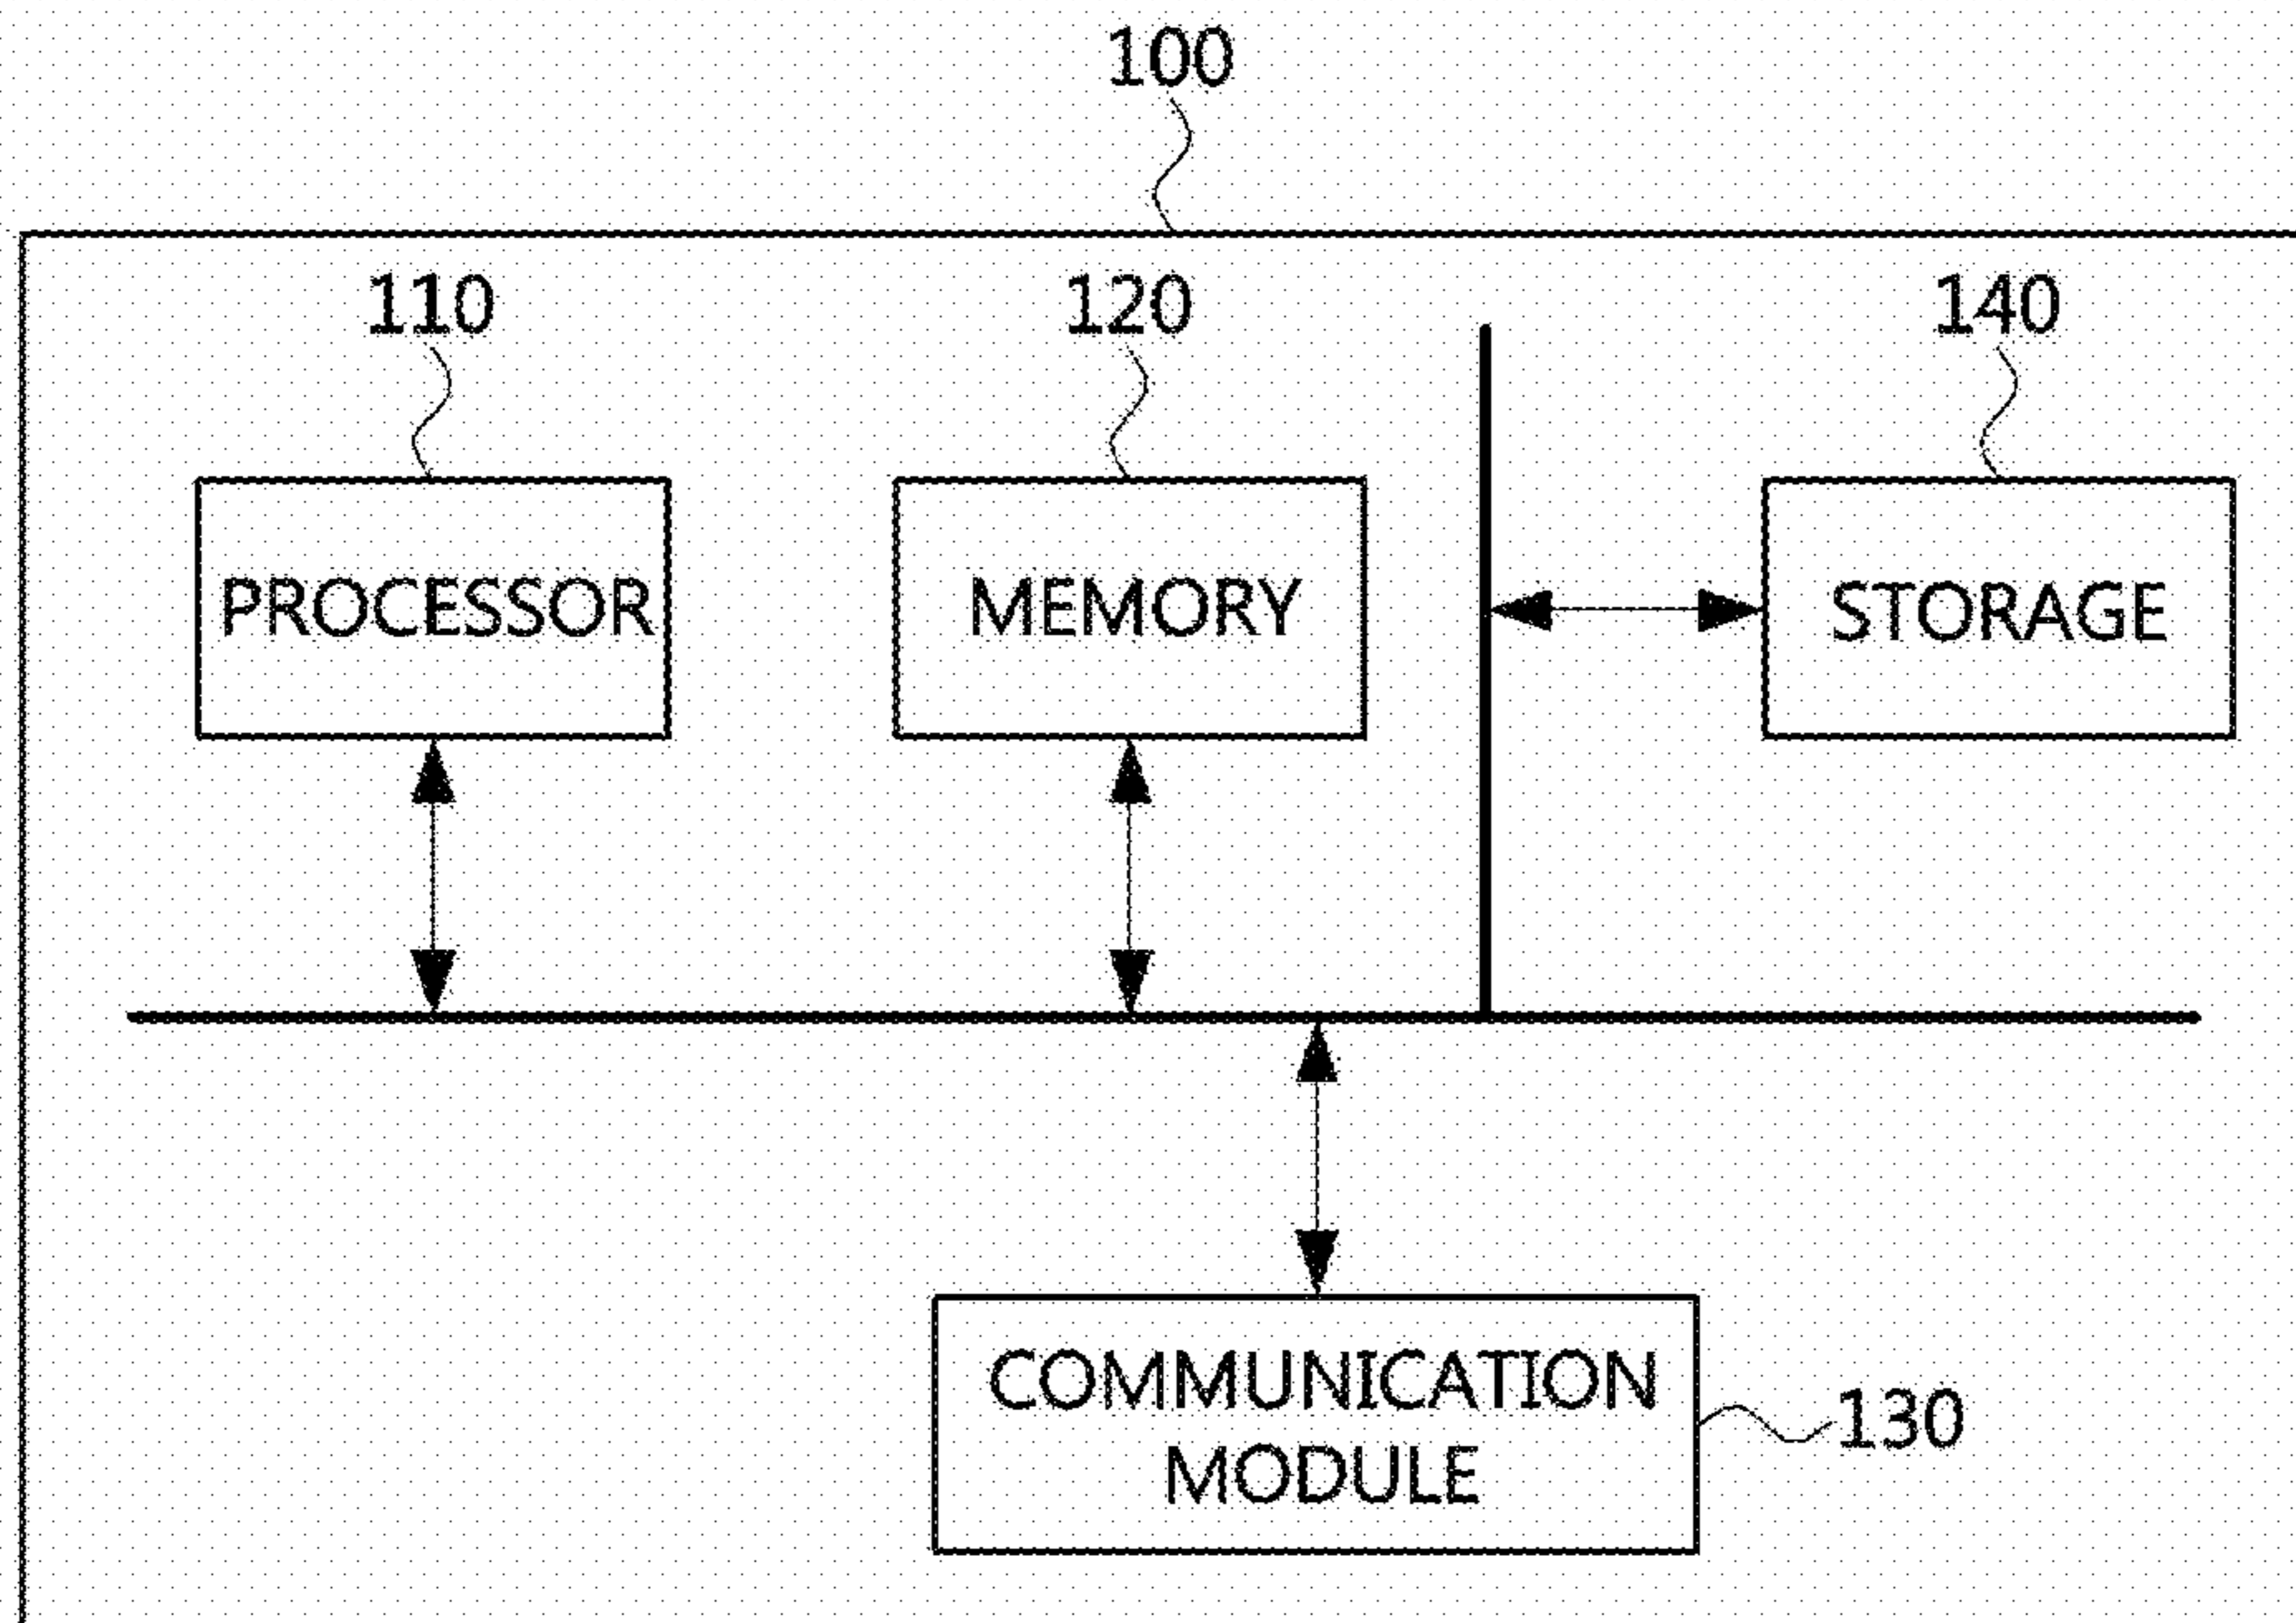 100
110
120
140
PROCESSOR
MEMORY
STORAGE
COMMUNICATION
MODULE
130